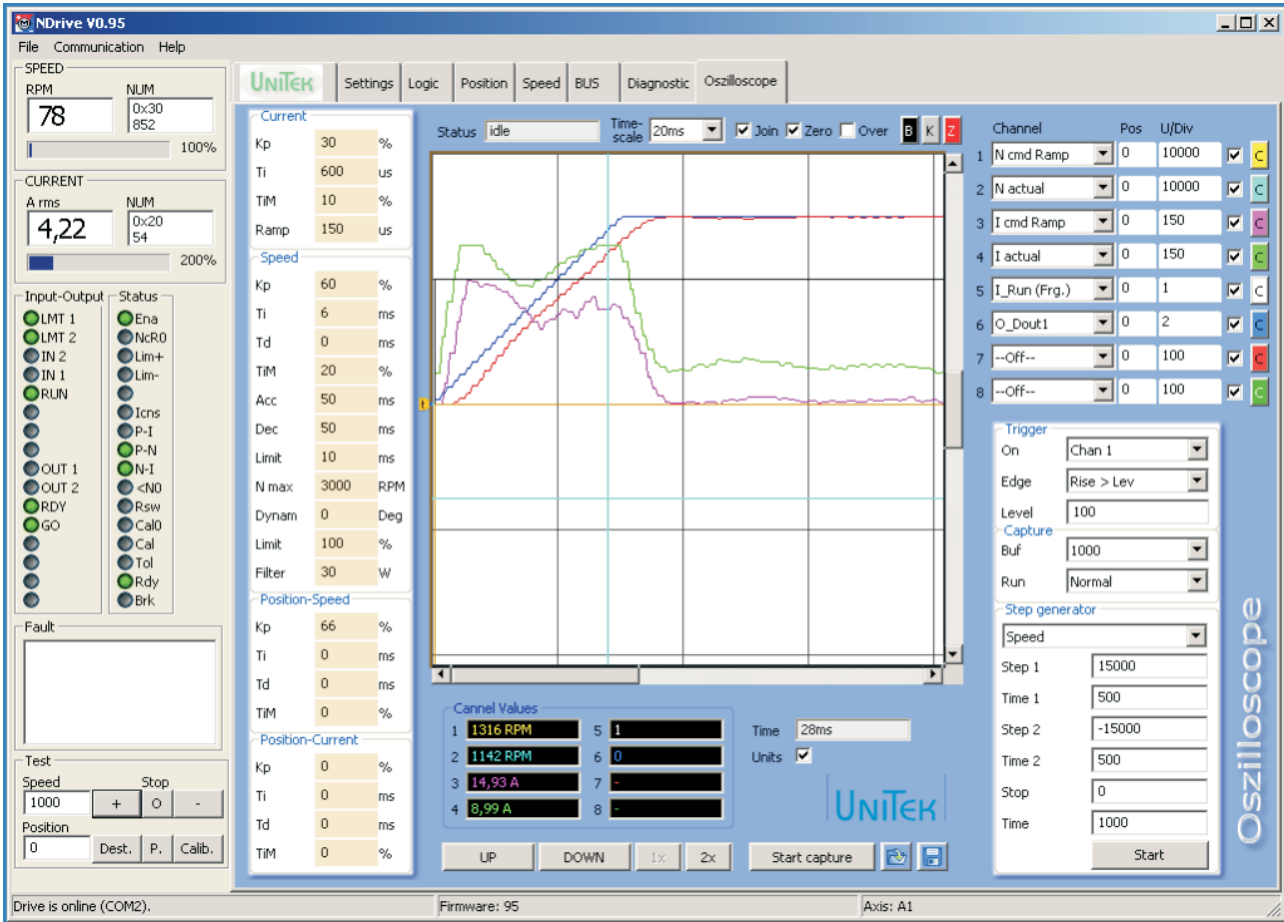 NDrive V0.95
File Communication Help
SPEED
RPM NUM
78 0x30
852
100%
CURRENT
A rms NUM
4,22 0x20
54
200%
Input-Output Status
LMT 1 Ena
LMT 2 NcR0
IN 2 Lim+
IN 1 Lim-
RUN
Icns
P-I
P-N
OUT 1 N-I
OUT 2 <N0
RDY Rsw
GO Cal0
Cal
Tol
Rdy
Brk
Fault
Test
Speed Stop
1000 + O -
Position
0 Dest. P. Calib.
UNITEK Settings Logic Position Speed BUS Diagnostic Oszilloscope
Current
Kp 30 %
Ti 600 us
TiM 10 %
Ramp 150 us
Speed
Kp 60 %
Ti 6 ms
Td 0 ms
TiM 20 %
Acc 50 ms
Dec 50 ms
Limit 10 ms
N max 3000 RPM
Dynam 0 Deg
Limit 100 %
Filter 30 W
Position-Speed
Kp 66 %
Ti 0 ms
Td 0 ms
TiM 0 %
Position-Current
Kp 0 %
Ti 0 ms
Td 0 ms
TiM 0 %
Status idle Time-scale 20ms Join Zero Over B K Z
t
Cannel Values
1 1316 RPM 5 1
2 1142 RPM 6 0
3 14,93 A 7 -
4 8,99 A 8 -
Time 28ms
Units
UNITEK
UP DOWN 1x 2x Start capture
Channel Pos U/Div
1 N cmd Ramp 0 10000 C
2 N actual 0 10000 C
3 I cmd Ramp 0 150 C
4 I actual 0 150 C
5 I_Run (Frg.) 0 1 C
6 O_Dout1 0 2 C
7 --Off-- 0 100 C
8 --Off-- 0 100 C
Trigger
On Chan 1
Edge Rise > Lev
Level 100
Capture
Buf 1000
Run Normal
Step generator
Speed
Step 1 15000
Time 1 500
Step 2 -15000
Time 2 500
Stop 0
Time 1000
Start
Oszilloscope
Drive is online (COM2). Firmware: 95 Axis: A1